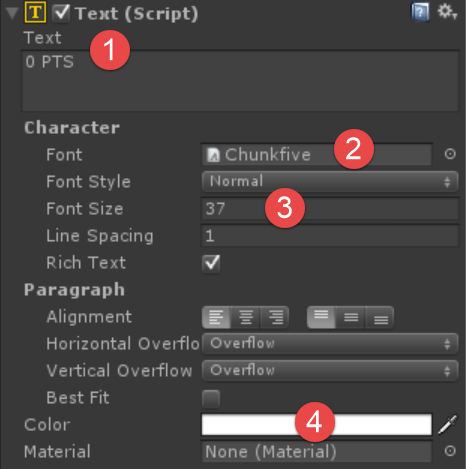 T Text (Script)
Text
1
0 PTS
Character
Font Chunkfive 2
Font Style Normal
Font Size 37 3
Line Spacing 1
Rich Text
Paragraph
Alignment
Horizontal Overflo Overflow
Vertical Overflow Overflow
Best Fit
Color 4
Material None (Material)